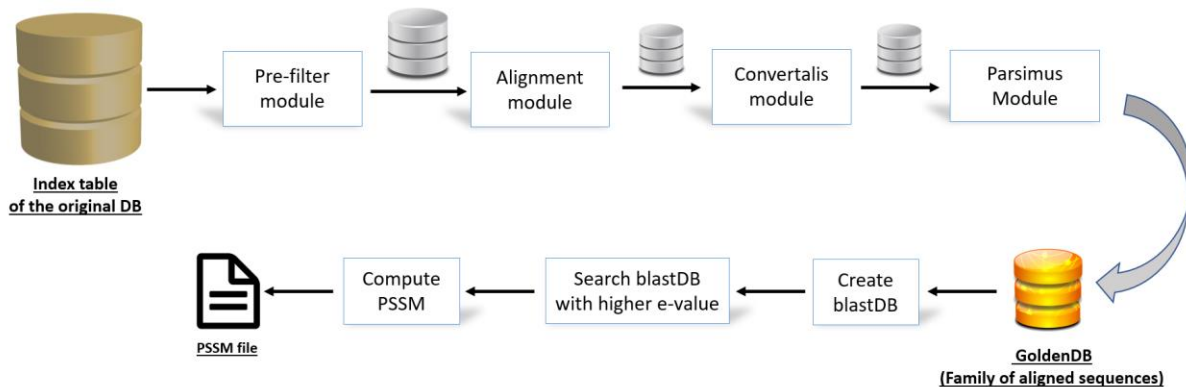 Pre-filter
module
Alignment
module
Convertalis
module
Parsimus
Module
Index table
of the original DB
GoldenDB
(Family of aligned sequences)
Create
blastDB
Search blastDB
with higher e-value
Compute
PSSM
PSSM file